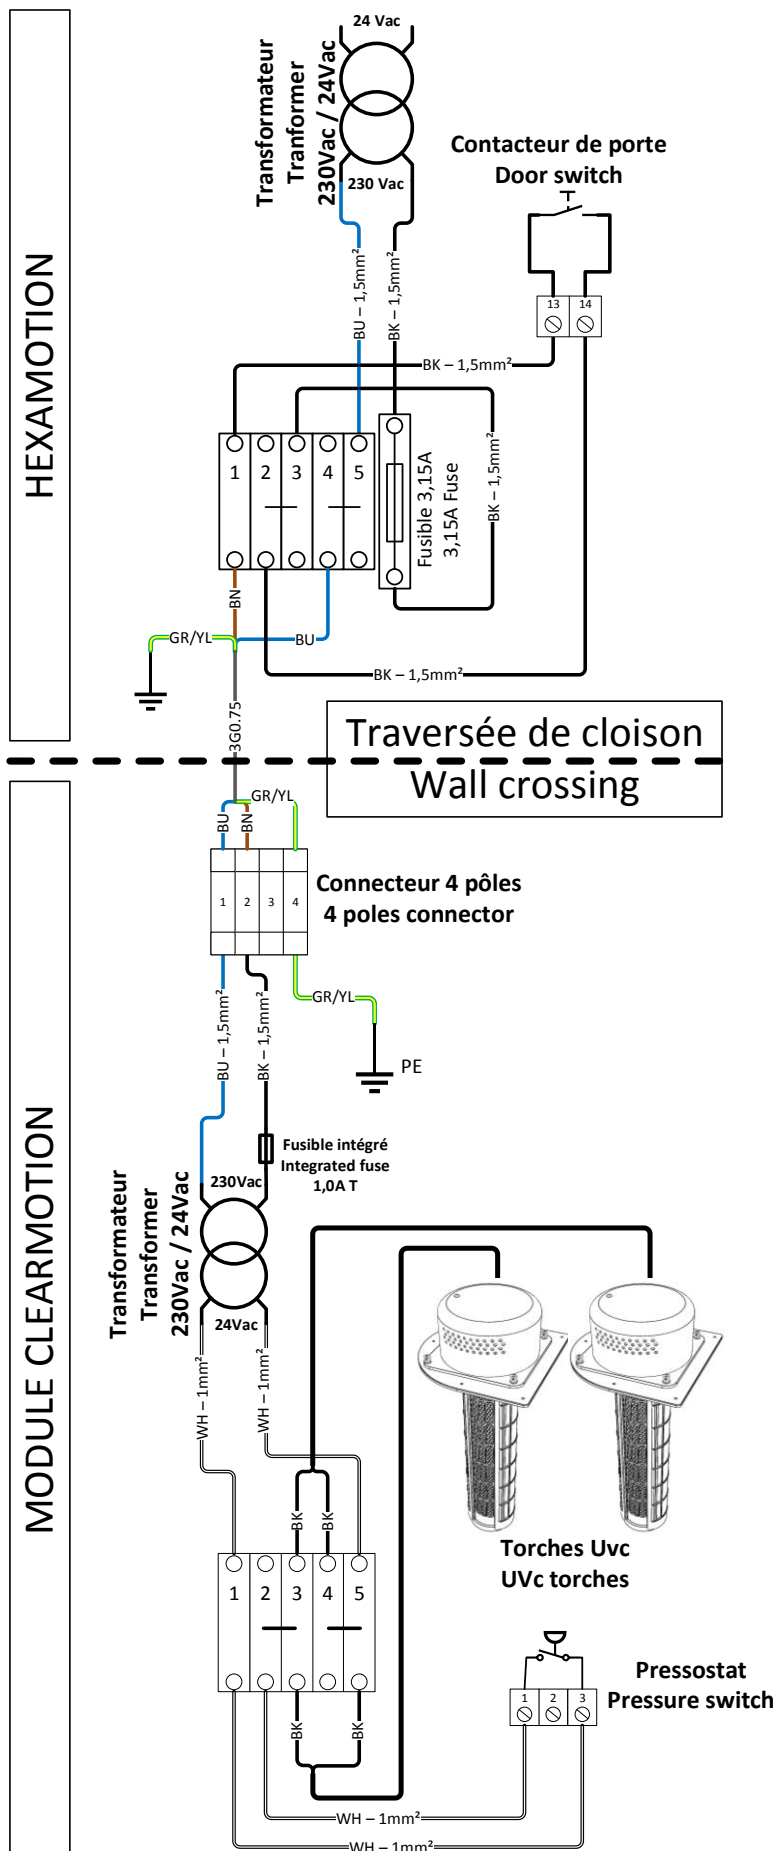 24 Vac
Transformateur
Tranformer
230Vac / 24Vac
230 Vac
Contacteur de porte
Door switch
13 14
BU – 1,5mm²
BK – 1,5mm²
BK – 1,5mm²
HEXAMOTION
1 2 3 4 5
Fusible 3,15A
3,15A Fuse
BK – 1,5mm²
BN
GR/YL
BU
BK – 1,5mm²
3G0.75
Traversée de cloison
Wall crossing
GR/YL
BU
BN
1 2 3 4
Connecteur 4 pôles
4 poles connector
BU – 1,5mm²
BK – 1,5mm²
GR/YL
PE
MODULE CLEARMOTION
Fusible intégré
Integrated fuse
1,0A T
Transformateur
Transformer
230Vac / 24Vac
230Vac
24Vac
WH – 1mm²
WH – 1mm²
BK
BK
Torches Uvc
UVc torches
1 2 3 4 5
Pressostat
Pressure switch
1 2 3
BK
BK
WH – 1mm²
WH – 1mm²